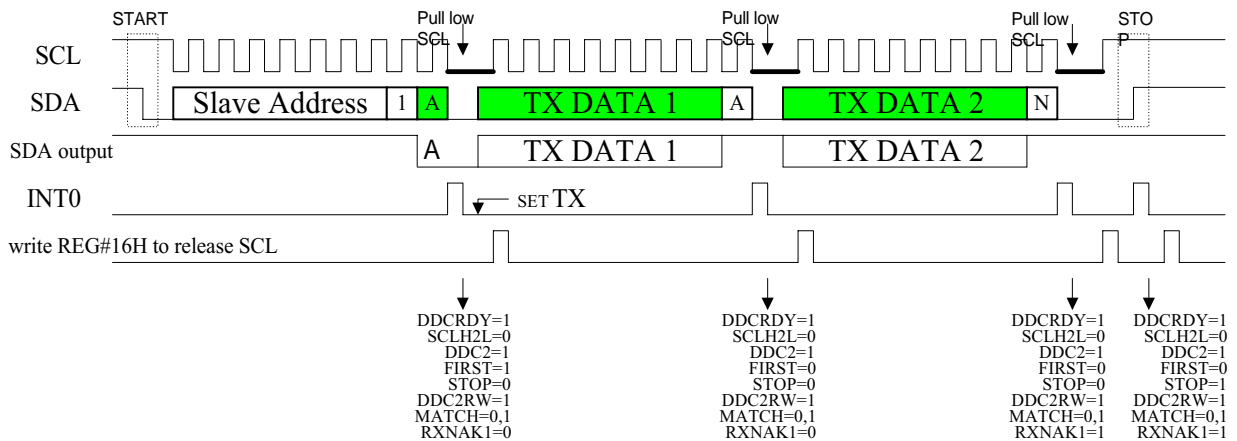 START Pull low SCL Pull low SCL Pull low SCL STO P
SCL
SDA Slave Address 1 A TX DATA 1 A TX DATA 2 N
SDA output A TX DATA 1 TX DATA 2
INT0 SET TX
write REG#16H to release SCL
DDCRDY=1 DDCRDY=1 DDCRDY=1 DDCRDY=1
SCLH2L=0 SCLH2L=0 SCLH2L=0 SCLH2L=0
DDC2=1 DDC2=1 DDC2=1 DDC2=1
FIRST=1 FIRST=0 FIRST=0 FIRST=0
STOP=0 STOP=0 STOP=0 STOP=1
DDC2RW=1 DDC2RW=1 DDC2RW=1 DDC2RW=1
MATCH=0,1 MATCH=0,1 MATCH=0,1 MATCH=0,1
RXNAK1=0 RXNAK1=0 RXNAK1=1 RXNAK1=1